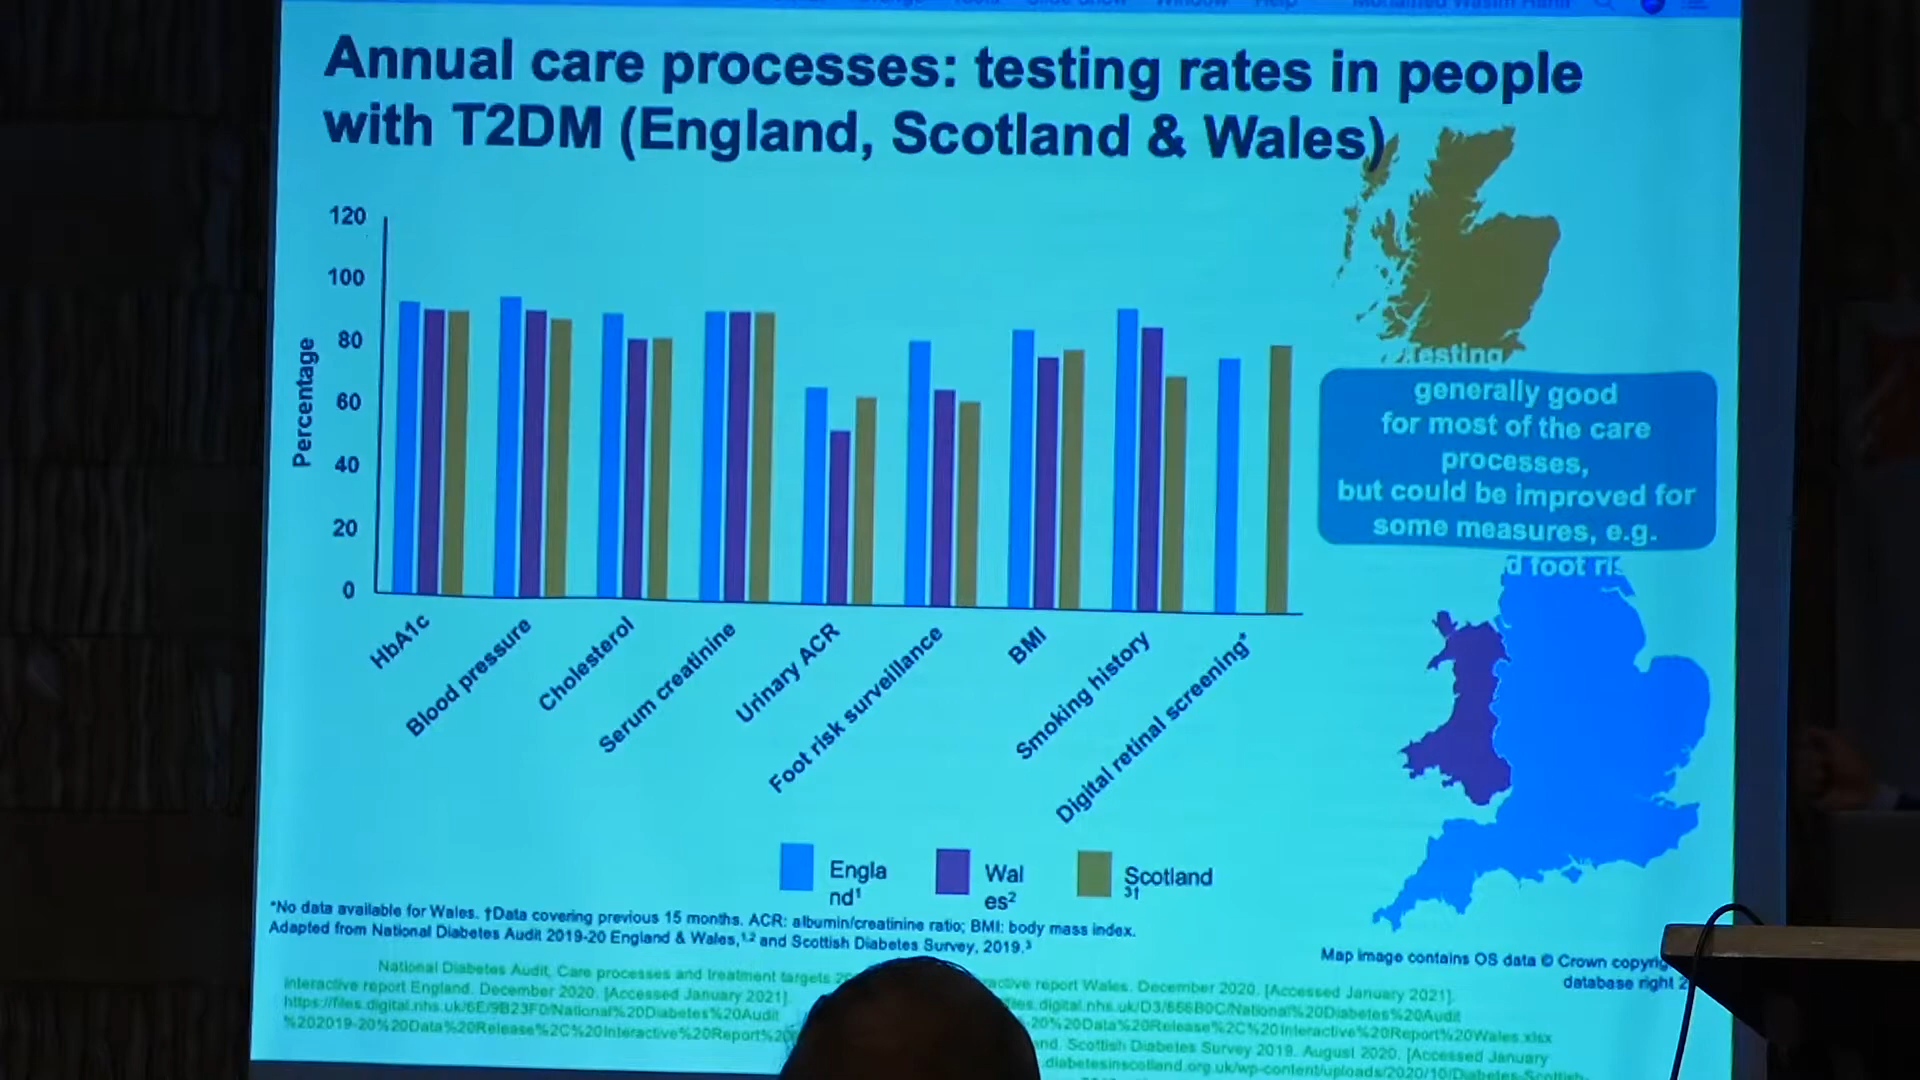 Annual care processes: testing rates in people
with T2DM (England, Scotland & Wales)
120
100
80
60
40
20
0
Percentage
HbA1c
Blood pressure
Cholesterol
Serum creatinine
Urinary ACR
Foot risk surveillance
BMI
Smoking history
Digital retinal screening*
Testing
generally good
for most of the care
processes,
but could be improved for
some measures, e.g.
d foot ris
Engla
nd¹
Wal
es²
Scotland
3†
*No data available for Wales. †Data covering previous 15 months. ACR: albumin/creatinine ratio; BMI: body mass index.
Adapted from National Diabetes Audit 2019-20 England & Wales,¹·² and Scottish Diabetes Survey, 2019.³
Map image contains OS data © Crown copyrig
database right 2
National Diabetes Audit, Care processes and treatment targets
Interactive report England. December 2020. [Accessed January 2021].
https://files.digital.nhs.uk/6E/9B23F0/National%20Diabetes%20Audit
%202019-20%20Data%20Release%2C%20Interactive%20Report%20
ractive report Wales. December 2020. [Accessed January 2021].
files.digital.nhs.uk/D3/856B0C/National%20Diabetes%20Audit
-20%20Data%20Release%2C%20Interactive%20Report%20Wales.xlsx
nd. Scottish Diabetes Survey 2019. August 2020. [Accessed January
.diabetesinscotland.org.uk/wp-content/uploads/2020/10/Diabetes-Scottish-